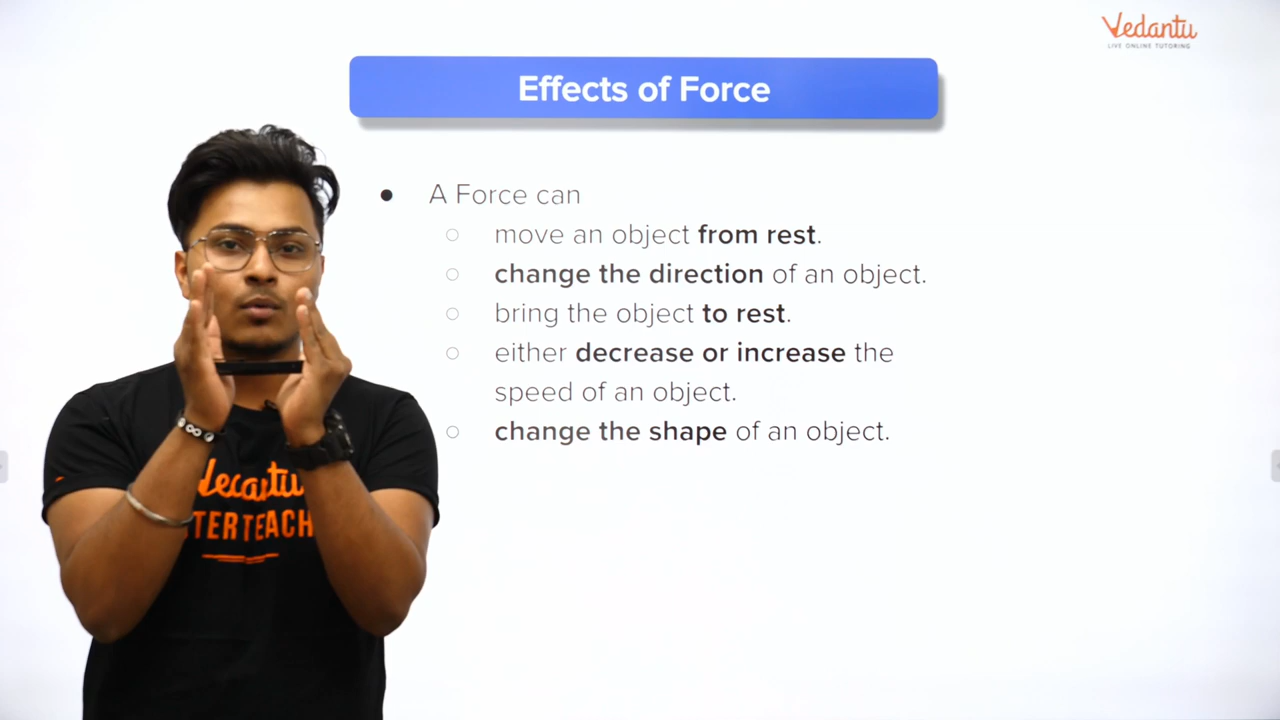 Vedantu
LIVE ONLINE TUTORING
Effects of Force
● A Force can
○ move an object from rest.
○ change the direction of an object.
○ bring the object to rest.
○ either decrease or increase the
speed of an object.
○ change the shape of an object.
Vedantu
TERTEACH